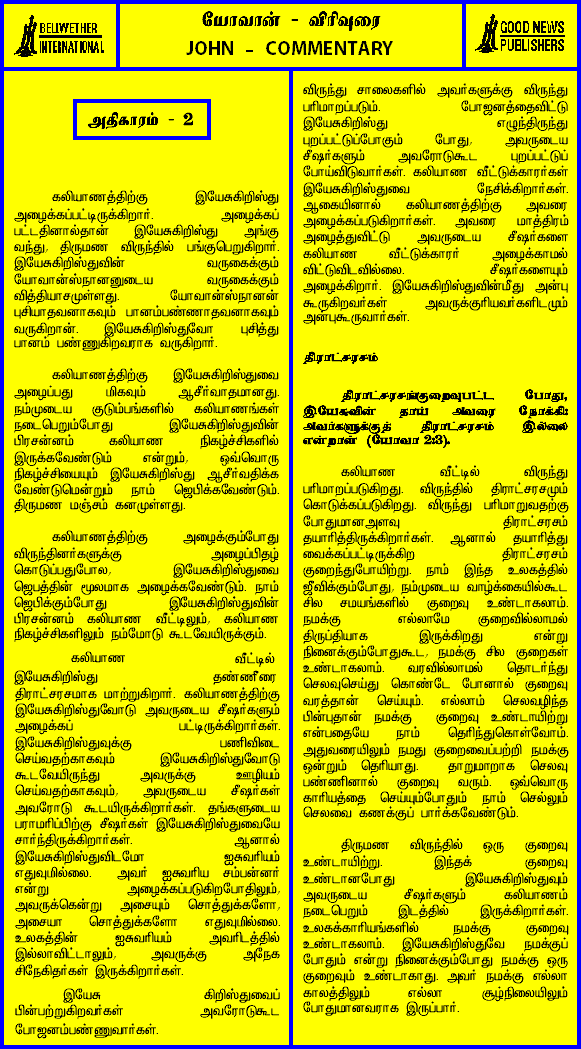 BELWETHER
INTERNATIONAL
யோவான் - விரிவுரை
JOHN - COMMENTARY
GOOD NEWS
PUBLISHERS
அதிகாரம் - 2
கலியாணத்திற்கு இயேசுகிறிஸ்து
அழைக்கப்பட்டிருக்கிறார். அழைக்கப்
பட்டதினால்தான் இயேசுகிறிஸ்து அங்கு
வந்து, திருமண விருந்தில் பங்குபெறுகிறார்.
இயேசுகிறிஸ்துவின் வருகைக்கும்
யோவான்ஸ்நானனுடைய வருகைக்கும்
வித்தியாசமுள்ளது. யோவான்ஸ்நானன்
புசியாதவனாகவும் பானம்பண்ணாதவனாகவும்
வருகிறான். இயேசுகிறிஸ்துவோ புசித்து
பானம் பண்ணுகிறவராக வருகிறார்.
கலியாணத்திற்கு இயேசுகிறிஸ்துவை
அழைப்பது மிகவும் ஆசீர்வாதமானது.
நம்முடைய குடும்பங்களில் கலியாணங்கள்
நடைபெறும்போது இயேசுகிறிஸ்துவின்
பிரசன்னம் கலியாண நிகழ்ச்சிகளில்
இருக்கவேண்டும் என்றும், ஒவ்வொரு
நிகழ்ச்சியையும் இயேசுகிறிஸ்து ஆசீர்வதிக்க
வேண்டுமென்றும் நாம் ஜெபிக்கவேண்டும்.
திருமண மஞ்சம் கனமுள்ளது.
கலியாணத்திற்கு அழைக்கும்போது
விருந்தினர்களுக்கு அழைப்பிதழ்
கொடுப்பதுபோல, இயேசுகிறிஸ்துவை
ஜெபத்தின் மூலமாக அழைக்கவேண்டும். நாம்
ஜெபிக்கும்போது இயேசுகிறிஸ்துவின்
பிரசன்னம் கலியாண வீட்டிலும், கலியாண
நிகழ்ச்சிகளிலும் நம்மோடு கூடவேயிருக்கும்.
கலியாண வீட்டில்
இயேசுகிறிஸ்து தண்ணீரை
திராட்சரசமாக மாற்றுகிறார். கலியாணத்திற்கு
இயேசுகிறிஸ்துவோடு அவருடைய சீஷர்களும்
அழைக்கப் பட்டிருக்கிறார்கள்.
இயேசுகிறிஸ்துவுக்கு பணிவிடை
செய்வதற்காகவும் இயேசுகிறிஸ்துவோடு
கூடவேயிருந்து அவருக்கு ஊழியம்
செய்வதற்காகவும், அவருடைய சீஷர்கள்
அவரோடு கூடயிருக்கிறார்கள். தங்களுடைய
பராமரிப்பிற்கு சீஷர்கள் இயேசுகிறிஸ்துவையே
சார்ந்திருக்கிறார்கள். ஆனால்
இயேசுகிறிஸ்துவிடமோ ஐசுவரியம்
எதுவுமில்லை. அவர் ஐசுவரிய சம்பன்னர்
என்று அழைக்கப்படுகிறபோதிலும்,
அவருக்கென்று அசையும் சொத்துக்களோ,
அசையா சொத்துக்களோ எதுவுமில்லை.
உலகத்தின் ஐசுவரியம் அவரிடத்தில்
இல்லாவிட்டாலும், அவருக்கு அநேக
சிநேகிதர்கள் இருக்கிறார்கள்.
இயேசு கிறிஸ்துவைப்
பின்பற்றுகிறவர்கள் அவரோடுகூட
போஜனம்பண்ணுவார்கள்.
விருந்து சாலைகளில் அவர்களுக்கு விருந்து
பரிமாறப்படும். போஜனத்தைவிட்டு
இயேசுகிறிஸ்து எழுந்திருந்து
புறப்பட்டுப்போகும் போது, அவருடைய
சீஷர்களும் அவரோடுகூட புறப்பட்டுப்
போய்விடுவார்கள். கலியாண வீட்டுக்காரர்கள்
இயேசுகிறிஸ்துவை நேசிக்கிறார்கள்.
ஆகையினால் கலியாணத்திற்கு அவரை
அழைக்கப்படுகிறார்கள். அவரை மாத்திரம்
அழைத்துவிட்டு அவருடைய சீஷர்களை
கலியாண வீட்டுக்காரர் அழைக்காமல்
விட்டுவிடவில்லை. சீஷர்களையும்
அழைக்கிறார். இயேசுகிறிஸ்துவின்மீது அன்பு
கூருகிறவர்கள் அவருக்குரியவர்களிடமும்
அன்புகூருவார்கள்.
திராட்சரசம்
திராட்சரசங்குறைவுபட்ட போது,
இயேசுவின் தாய் அவரை நோக்கி:
அவர்களுக்குத் திராட்சரசம் இல்லை
என்றாள் (யோவா 2:3).
கலியாண வீட்டில் விருந்து
பரிமாறப்படுகிறது. விருந்தில் திராட்சரசமும்
கொடுக்கப்படுகிறது. விருந்து பரிமாறுவதற்கு
போதுமானஅளவு திராட்சரசம்
தயாரித்திருக்கிறார்கள். ஆனால் தயாரித்து
வைக்கப்பட்டிருக்கிற திராட்சரசம்
குறைந்துபோயிற்று. நாம் இந்த உலகத்தில்
ஜீவிக்கும்போது, நம்முடைய வாழ்க்கையில்கூட
சில சமயங்களில் குறைவு உண்டாகலாம்.
நமக்கு எல்லாமே குறைவில்லாமல்
திருப்தியாக இருக்கிறது என்று
நினைக்கும்போதுகூட, நமக்கு சில குறைகள்
உண்டாகலாம். வரவில்லாமல் தொடர்ந்து
செலவுசெய்து கொண்டே போனால் குறைவு
வரத்தான் செய்யும். எல்லாம் செலவழிந்த
பின்புதான் நமக்கு குறைவு உண்டாயிற்று
என்பதையே நாம் தெரிந்துகொள்வோம்.
அதுவரையிலும் நமது குறைவைப்பற்றி நமக்கு
ஒன்றும் தெரியாது. தாறுமாறாக செலவு
பண்ணினால் குறைவு வரும். ஒவ்வொரு
காரியத்தை செய்யும்போதும் நாம் செல்லும்
செலவை கணக்குப் பார்க்கவேண்டும்.
திருமண விருந்தில் ஒரு குறைவு
உண்டாயிற்று. இந்தக் குறைவு
உண்டானபோது இயேசுகிறிஸ்துவும்
அவருடைய சீஷர்களும் கலியாணம்
நடைபெறும் இடத்தில் இருக்கிறார்கள்.
உலகக்காரியங்களில் நமக்கு குறைவு
உண்டாகலாம். இயேசுகிறிஸ்துவே நமக்குப்
போதும் என்று நினைக்கும்போது நமக்கு ஒரு
குறைவும் உண்டாகாது. அவர் நமக்கு எல்லா
காலத்திலும் எல்லா சூழ்நிலையிலும்
போதுமானவராக இருப்பார்.